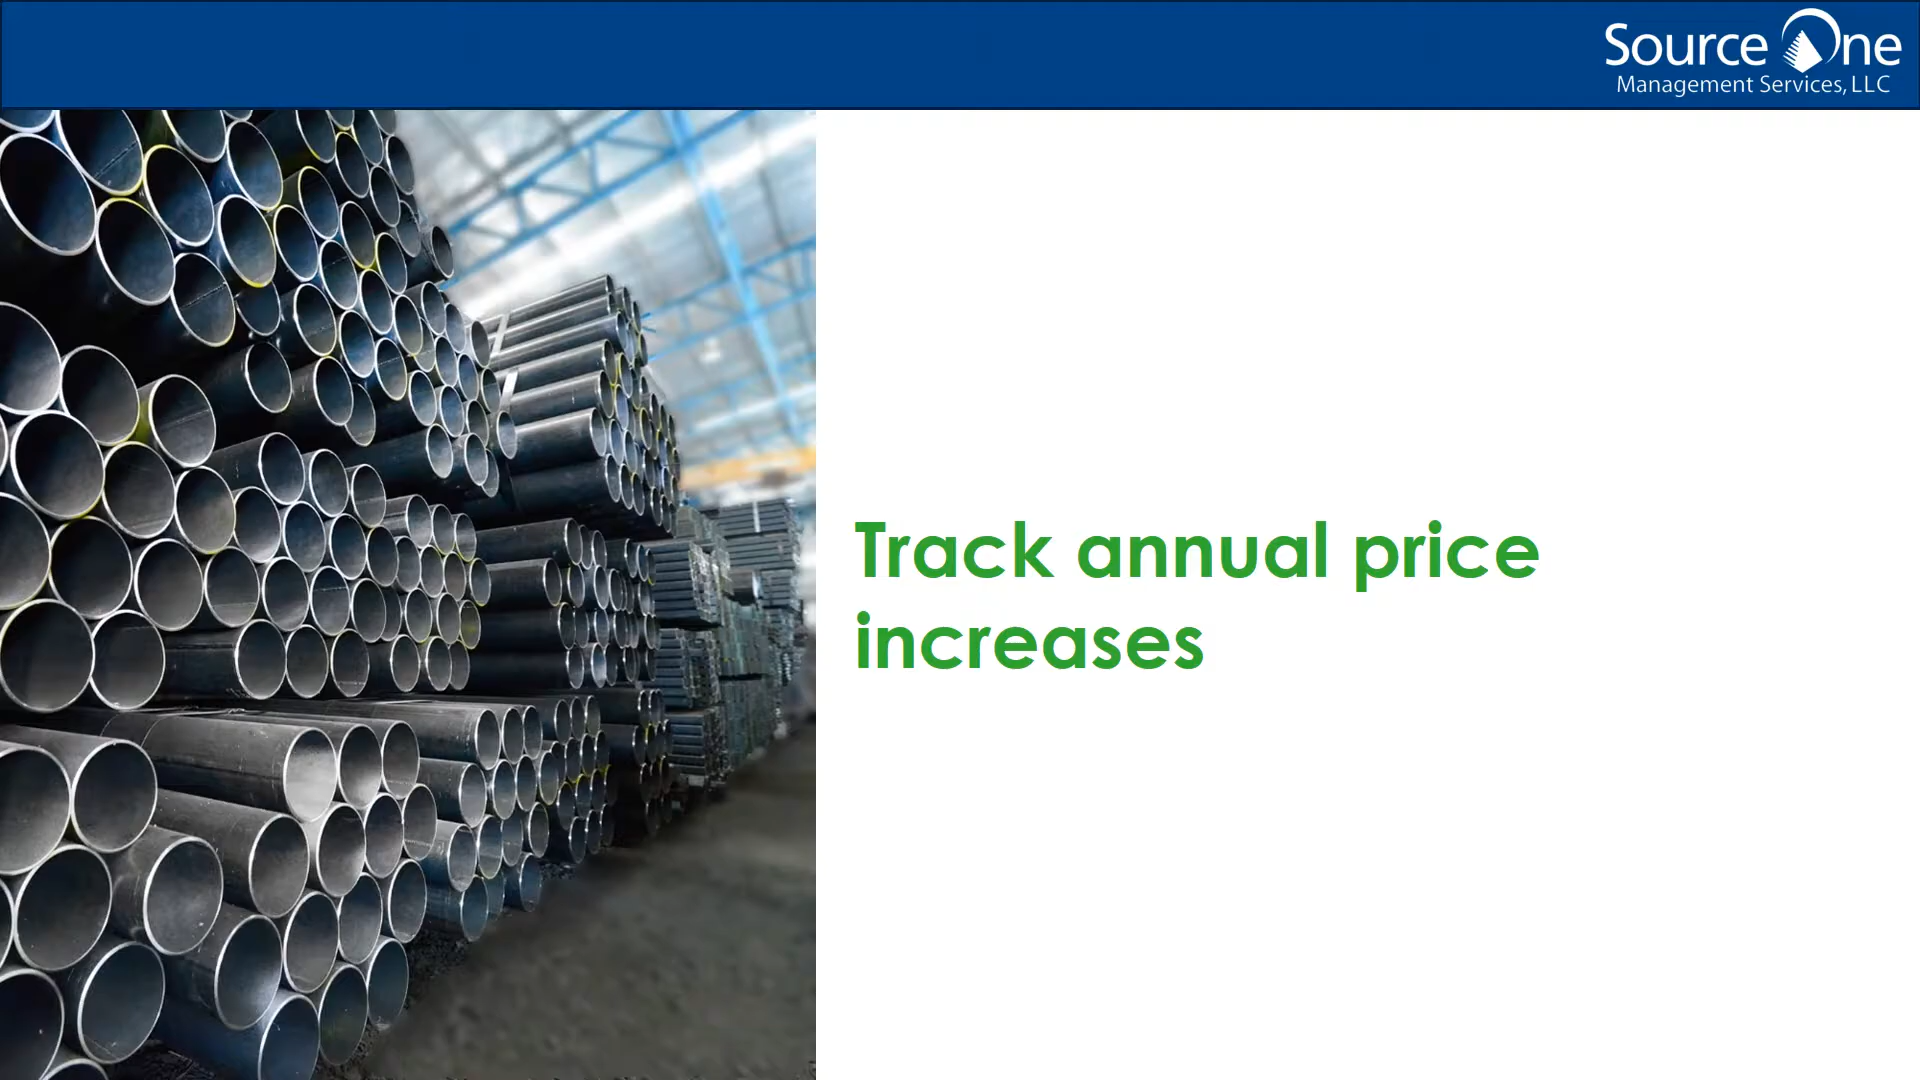 Source One
Management Services, LLC
Track annual price
increases